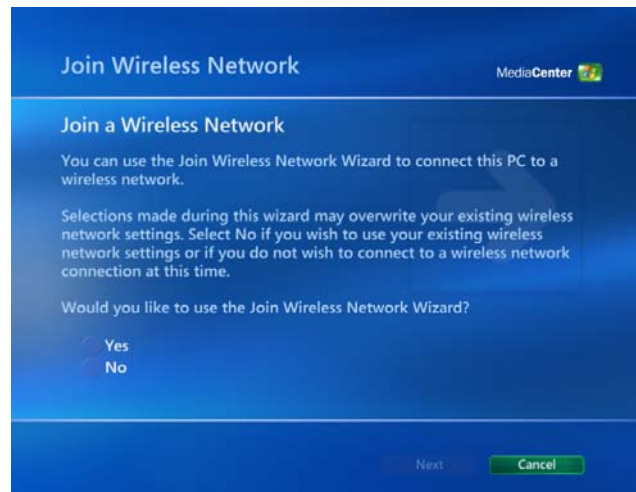 Join Wireless Network
MediaCenter
Join a Wireless Network
You can use the Join Wireless Network Wizard to connect this PC to a
wireless network.
Selections made during this wizard may overwrite your existing wireless
network settings. Select No if you wish to use your existing wireless
network settings or if you do not wish to connect to a wireless network
connection at this time.
Would you like to use the Join Wireless Network Wizard?
Yes
No
Next
Cancel